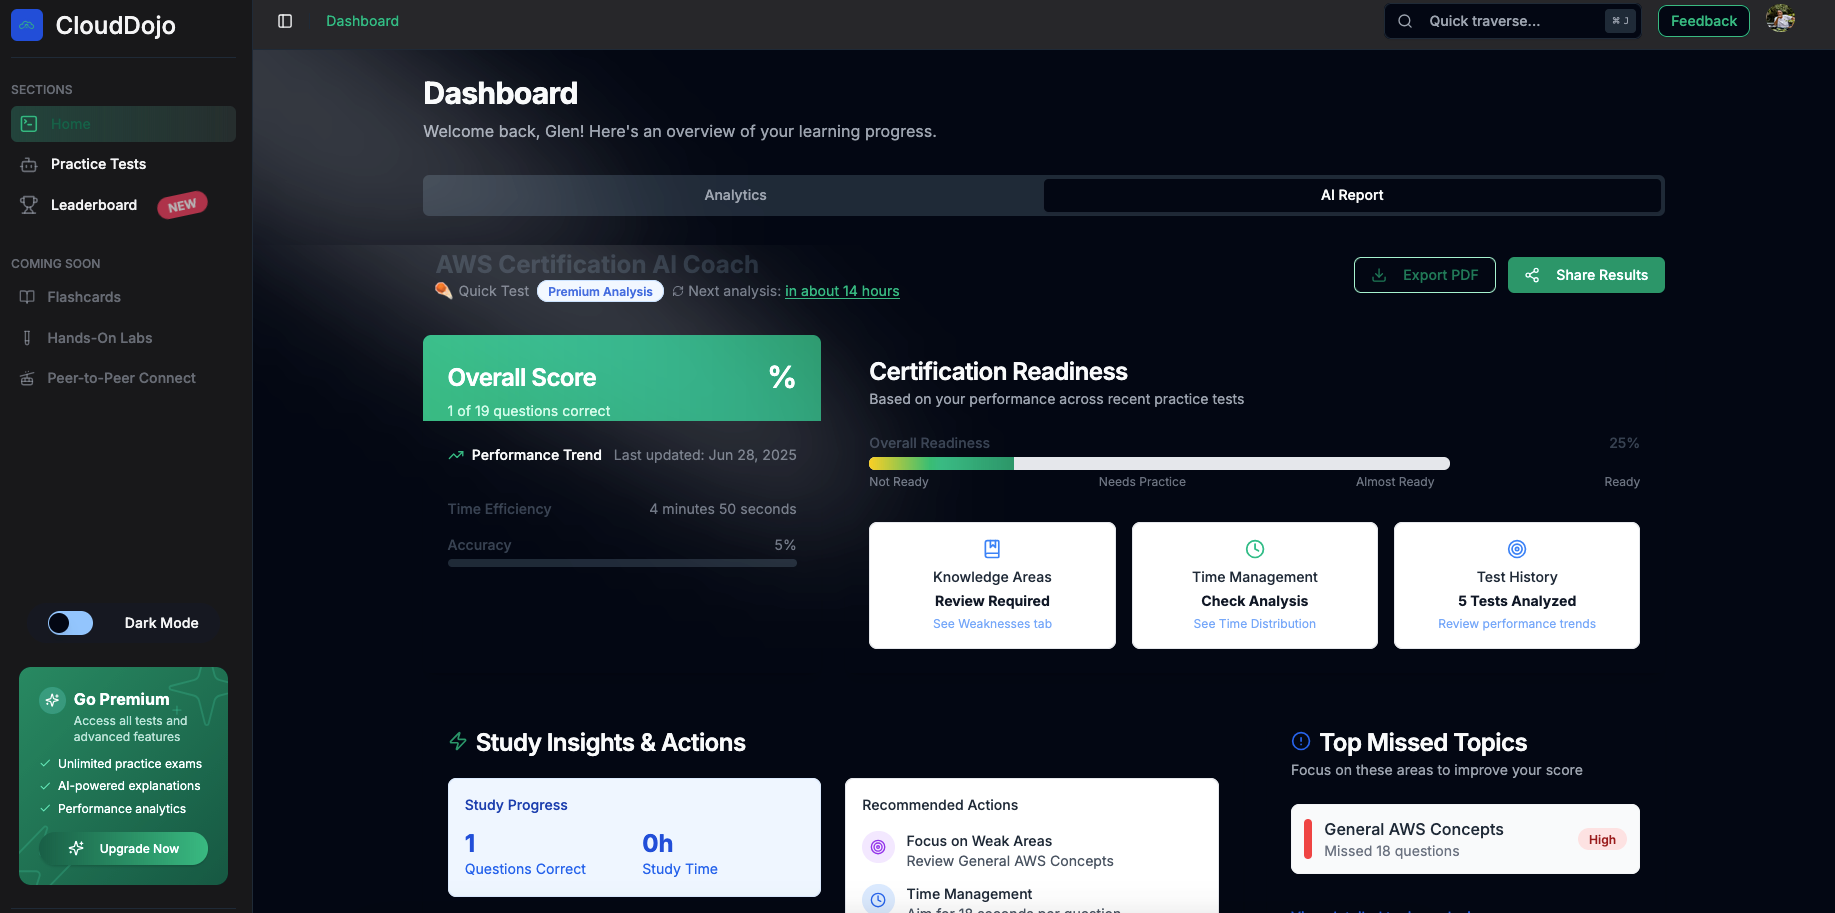 CloudDojo
SECTIONS
Home
Practice Tests
Leaderboard NEW
COMING SOON
Flashcards
Hands-On Labs
Peer-to-Peer Connect
Dark Mode
Go Premium
Access all tests and
advanced features
Unlimited practice exams
AI-powered explanations
Performance analytics
Upgrade Now
Dashboard
Quick traverse...
⌘ J
Feedback
Dashboard
Welcome back, Glen! Here's an overview of your learning progress.
Analytics
AI Report
AWS Certification AI Coach
Quick Test Premium Analysis Next analysis: in about 14 hours
Export PDF
Share Results
Overall Score %
1 of 19 questions correct
Performance Trend Last updated: Jun 28, 2025
Time Efficiency 4 minutes 50 seconds
Accuracy 5%
Certification Readiness
Based on your performance across recent practice tests
Overall Readiness 25%
Not Ready Needs Practice Almost Ready Ready
Knowledge Areas
Review Required
See Weaknesses tab
Time Management
Check Analysis
See Time Distribution
Test History
5 Tests Analyzed
Review performance trends
Study Insights & Actions
Study Progress
1
Questions Correct
0h
Study Time
Recommended Actions
Focus on Weak Areas
Review General AWS Concepts
Time Management
Aim for 18 seconds per question
Top Missed Topics
Focus on these areas to improve your score
General AWS Concepts
Missed 18 questions
High